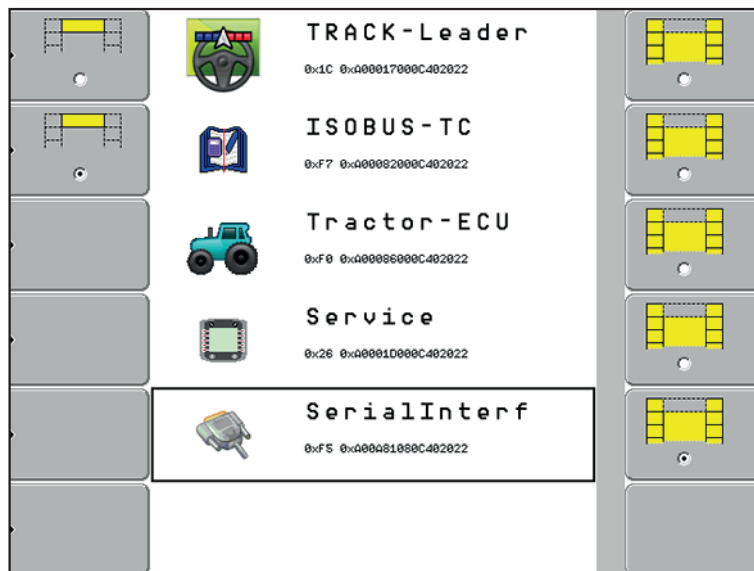 TRACK-Leader
0x1C 0xA00017000C402022
ISOBUS-TC
0xF7 0xA00082000C402022
Tractor-ECU
0xF0 0xA00086000C402022
Service
0x26 0xA0001D000C402022
SerialInterf
0xF5 0xA00A81080C402022